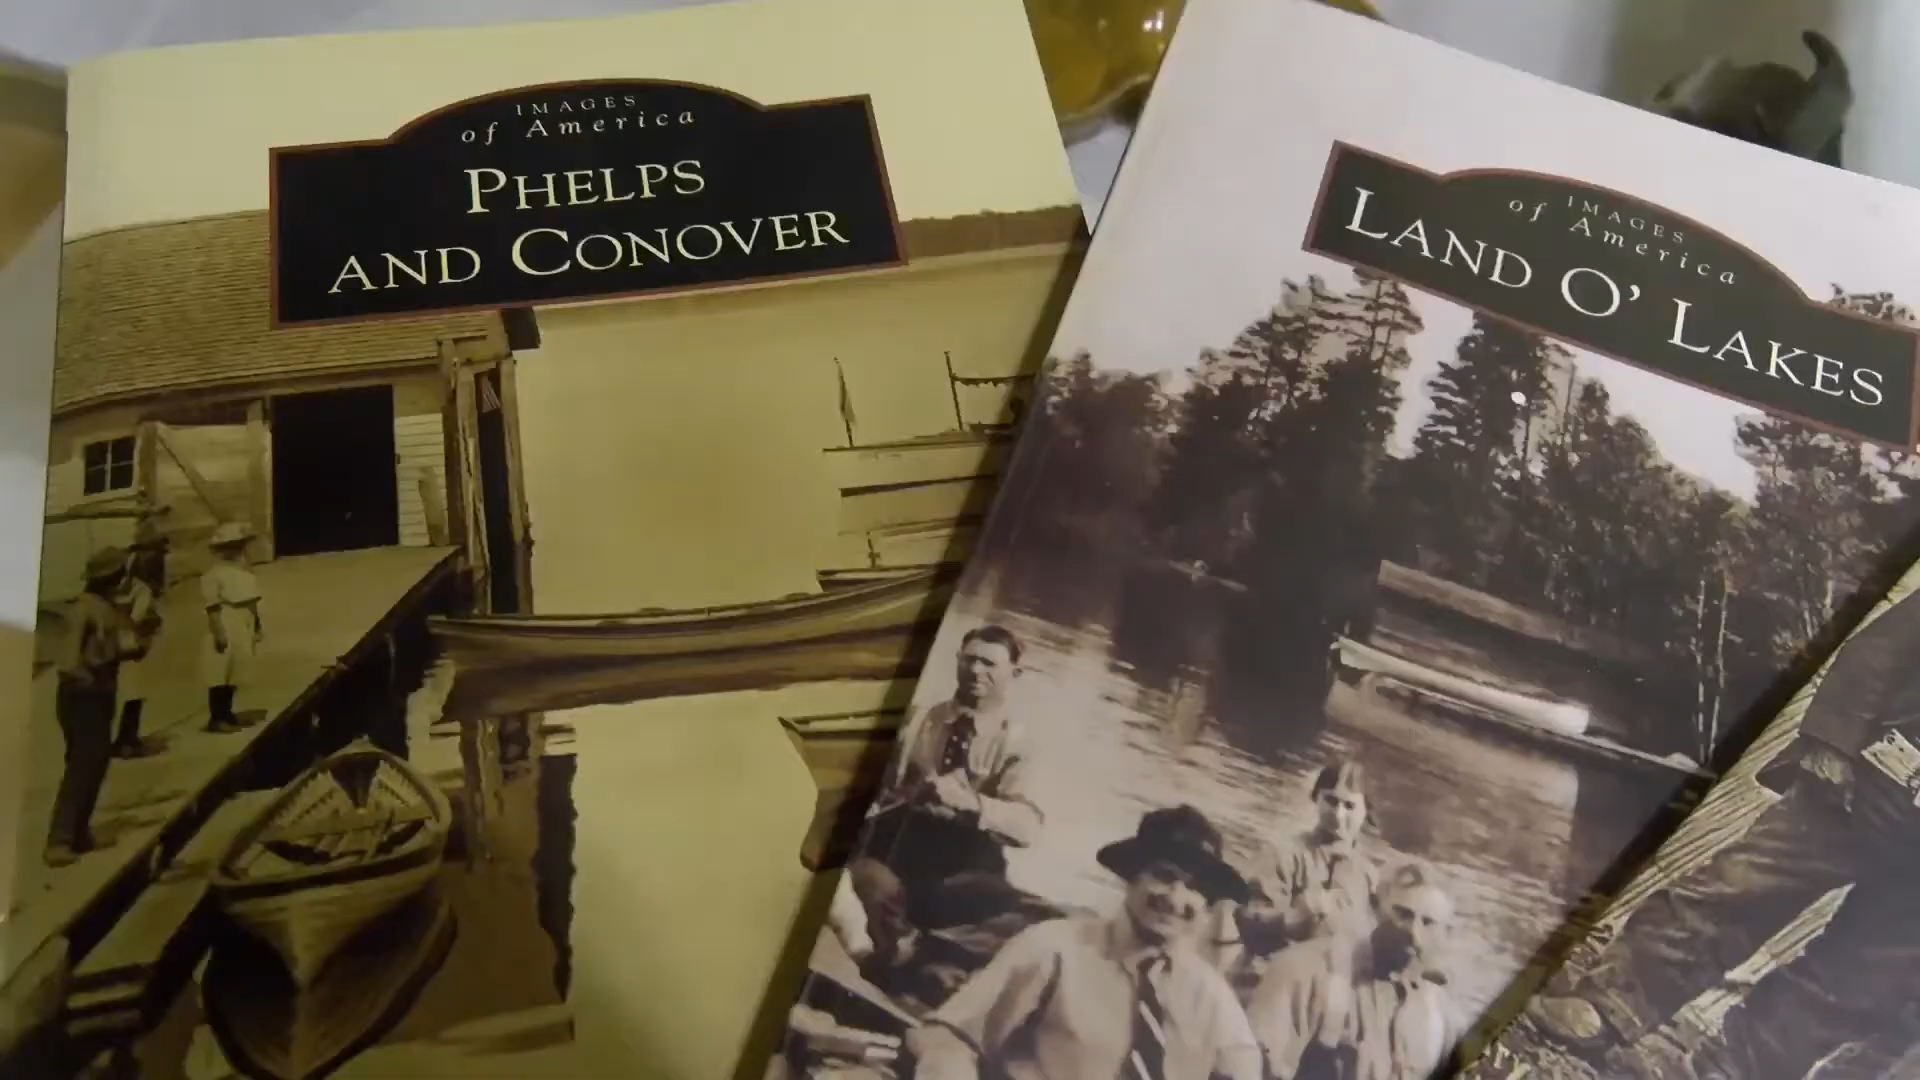 IMAGES
of America
PHELPS
AND CONOVER
IMAGES
of America
LAND O' LAKES